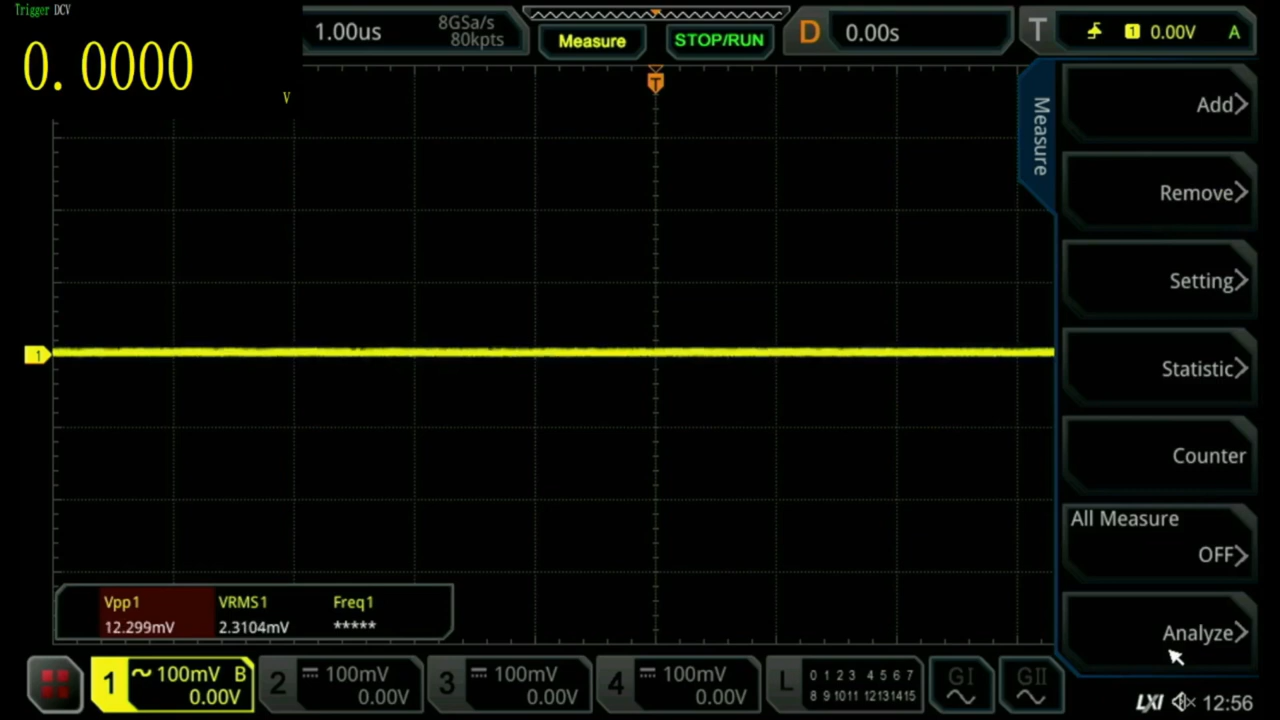 Trigger DCV
0.0000
V
1.00us
8GSa/s
80kpts
Measure
STOP/RUN
D
0.00s
T
1
0.00V
A
T
Measure
Add
Remove
Setting
Statistic
Counter
All Measure
OFF
Analyze
1
Vpp1
VRMS1
Freq1
12.299mV
2.3104mV
*****
1
100mV
B
0.00V
2
100mV
0.00V
3
100mV
0.00V
4
100mV
0.00V
L
0 1 2 3 4 5 6 7
8 9 10 11 12 13 14 15
GI
GII
LXI
12:56